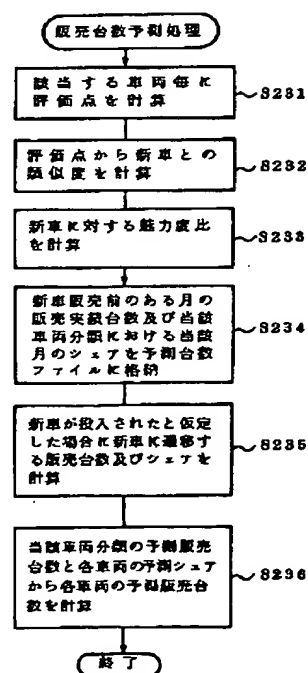 販売台数予測処理
該当する車両毎に
評価点を計算
S231
評価点から新車との
類似度を計算
S232
新車に対する魅力度比
を計算
S233
新車販売前のある月の
販売実績台数及び当該
車両分類における当該
月のシェアを予測台数
ファイルに格納
S234
新車が投入されたと仮定
した場合に新車に遷移す
る販売台数及びシェアを
計算
S235
当該車両分類の予測販売
台数と各車両の予測シェア
から各車両の予測販売台
数を計算
S236
終了